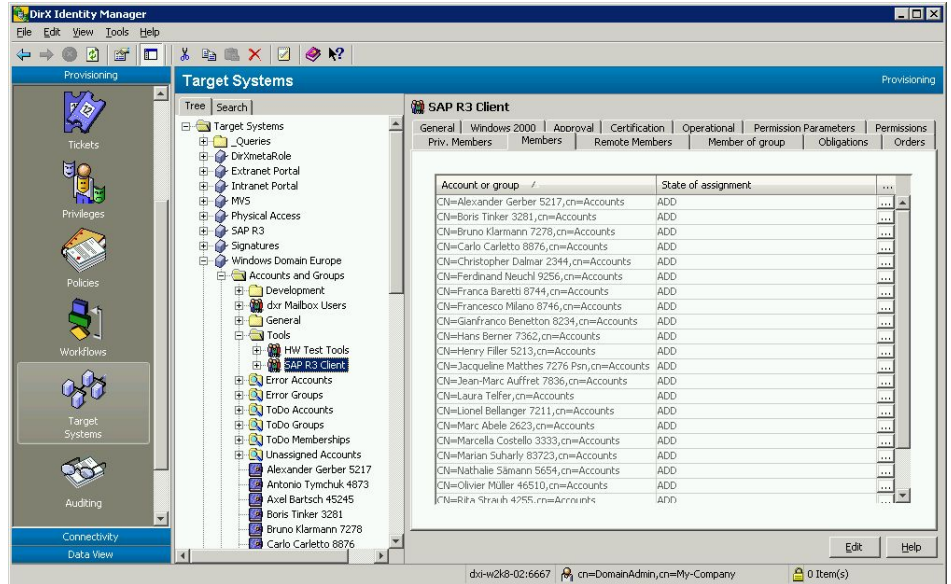 DirX Identity Manager
File Edit View Tools Help
Provisioning
Tickets
Privileges
Policies
Workflows
Target
Systems
Auditing
Connectivity
Data View
Target Systems
Provisioning
Tree Search
Target Systems
_Queries
DirXmetaRole
Extranet Portal
Intranet Portal
MVS
Physical Access
SAP R3
Signatures
Windows Domain Europe
Accounts and Groups
Development
dxr Mailbox Users
General
Tools
HW Test Tools
SAP R3 Client
Error Accounts
Error Groups
ToDo Accounts
ToDo Groups
ToDo Memberships
Unassigned Accounts
Alexander Gerber 5217
Antonio Tymchuk 4873
Axel Bartsch 45245
Boris Tinker 3281
Bruno Klarmann 7278
Carlo Carletto 8876
SAP R3 Client
General Windows 2000 Approval Certification Operational Permission Parameters Permissions
Priv. Members Members Remote Members Member of group Obligations Orders
Account or group State of assignment ...
CN=Alexander Gerber 5217,cn=Accounts ADD ...
CN=Boris Tinker 3281,cn=Accounts ADD ...
CN=Bruno Klarmann 7278,cn=Accounts ADD ...
CN=Carlo Carletto 8876,cn=Accounts ADD ...
CN=Christopher Dalmar 2344,cn=Accounts ADD ...
CN=Ferdinand Neuchl 9256,cn=Accounts ADD ...
CN=Franca Baretti 8744,cn=Accounts ADD ...
CN=Francesco Milano 8746,cn=Accounts ADD ...
CN=Gianfranco Benetton 8234,cn=Accounts ADD ...
CN=Hans Berner 7362,cn=Accounts ADD ...
CN=Henry Filler 5213,cn=Accounts ADD ...
CN=Jacqueline Matthes 7276 Psn,cn=Accounts ADD ...
CN=Jean-Marc Auffret 7836,cn=Accounts ADD ...
CN=Laura Telfer,cn=Accounts ADD ...
CN=Lionel Bellanger 7211,cn=Accounts ADD ...
CN=Marc Abele 2623,cn=Accounts ADD ...
CN=Marcella Costello 3333,cn=Accounts ADD ...
CN=Marian Suharly 83723,cn=Accounts ADD ...
CN=Nathalie Sämann 5654,cn=Accounts ADD ...
CN=Olivier Müller 46510,cn=Accounts ADD ...
CN=Rita Straub 4255,cn=Accounts ADD ...
Edit Help
dxi-w2k8-02:6667 cn=DomainAdmin,cn=My-Company 0 Item(s)